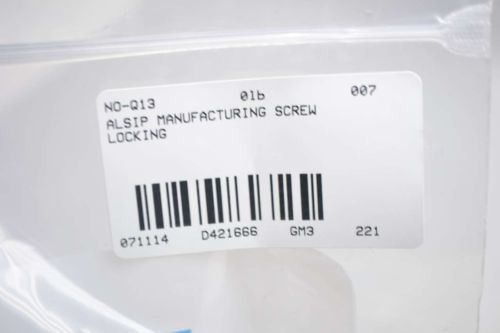 NO-Q13 0lb 007
ALSIP MANUFACTURING SCREW
LOCKING
071114 D421666 GM3 221